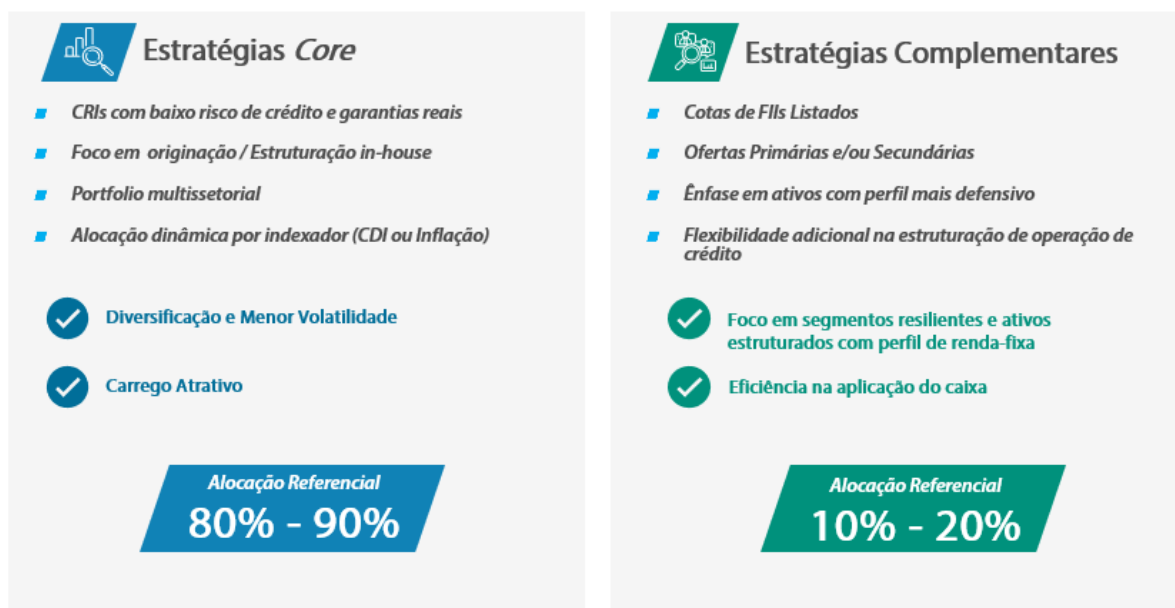 Estratégias Core
CRIs com baixo risco de crédito e garantias reais
Foco em originação / Estruturação in-house
Portfolio multissetorial
Alocação dinâmica por indexador (CDI ou Inflação)
Diversificação e Menor Volatilidade
Carrego Atrativo
Alocação Referencial
80% - 90%
Estratégias Complementares
Cotas de FIIs Listados
Ofertas Primárias e/ou Secundárias
Ênfase em ativos com perfil mais defensivo
Flexibilidade adicional na estruturação de operação de
crédito
Foco em segmentos resilientes e ativos
estruturados com perfil de renda-fixa
Eficiência na aplicação do caixa
Alocação Referencial
10% - 20%